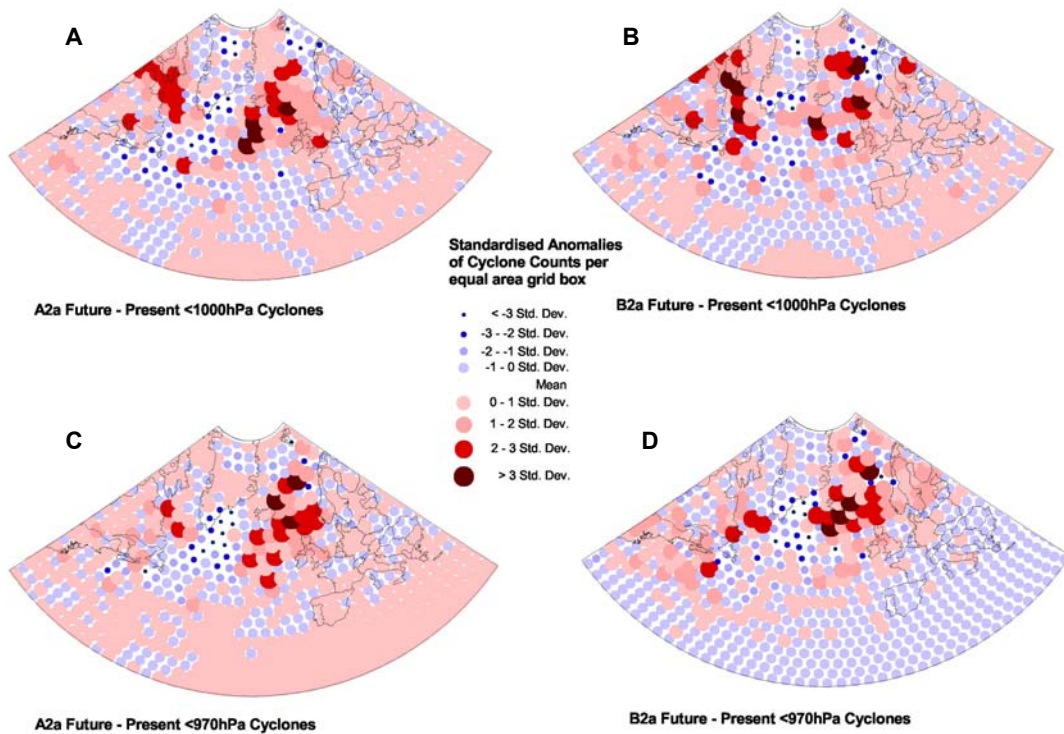 A
B
A2a Future - Present <1000hPa Cyclones
B2a Future - Present <1000hPa Cyclones
Standardised Anomalies
of Cyclone Counts per
equal area grid box
< -3 Std. Dev.
-3 - -2 Std. Dev.
-2 - -1 Std. Dev.
-1 - 0 Std. Dev.
Mean
0 - 1 Std. Dev.
1 - 2 Std. Dev.
2 - 3 Std. Dev.
> 3 Std. Dev.
C
D
A2a Future - Present <970hPa Cyclones
B2a Future - Present <970hPa Cyclones